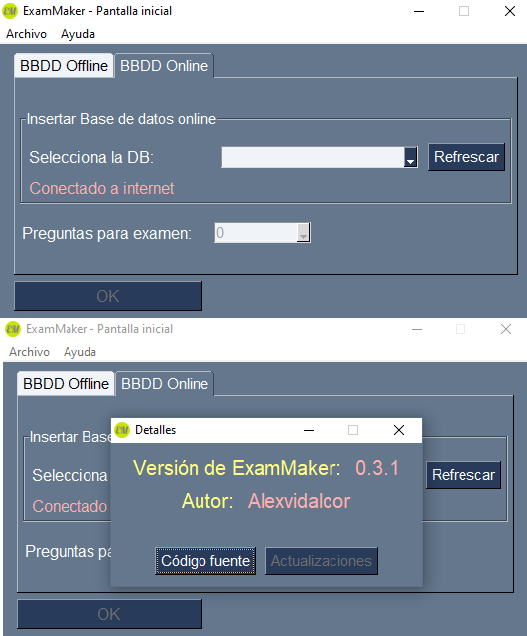 ExamMaker - Pantalla inicial
Archivo Ayuda
BBDD Offline BBDD Online
Insertar Base de datos online
Selecciona la DB: Refrescar
Conectado a internet
Preguntas para examen: 0
OK
ExamMaker - Pantalla inicial
Archivo Ayuda
BBDD Offline BBDD Online
Detalles
Insertar Base
Versión de ExamMaker: 0.3.1
Selecciona Refrescar
Autor: Alexvidalcor
Conectado
Preguntas pa
Código fuente Actualizaciones
OK